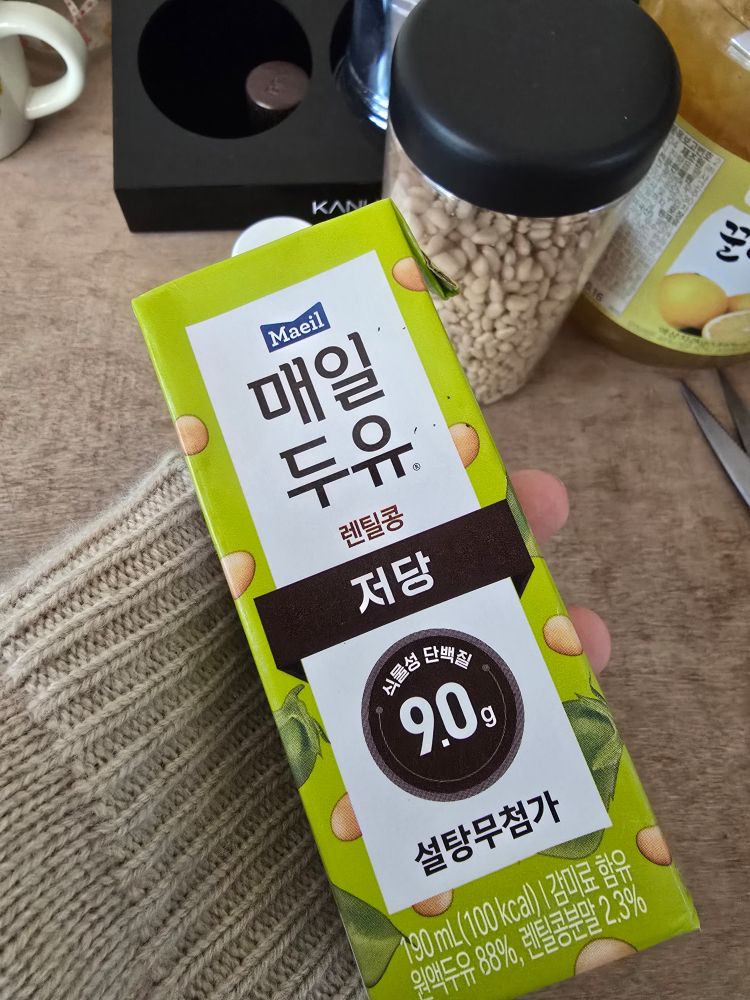 KANU
Maeil
매일
두유
®
렌틸콩
저당
식물성 단백질
9.0 g
설탕무첨가
190 mL(100 kcal) | 감미료 함유
원액두유 88%, 렌틸콩분말 2.3%